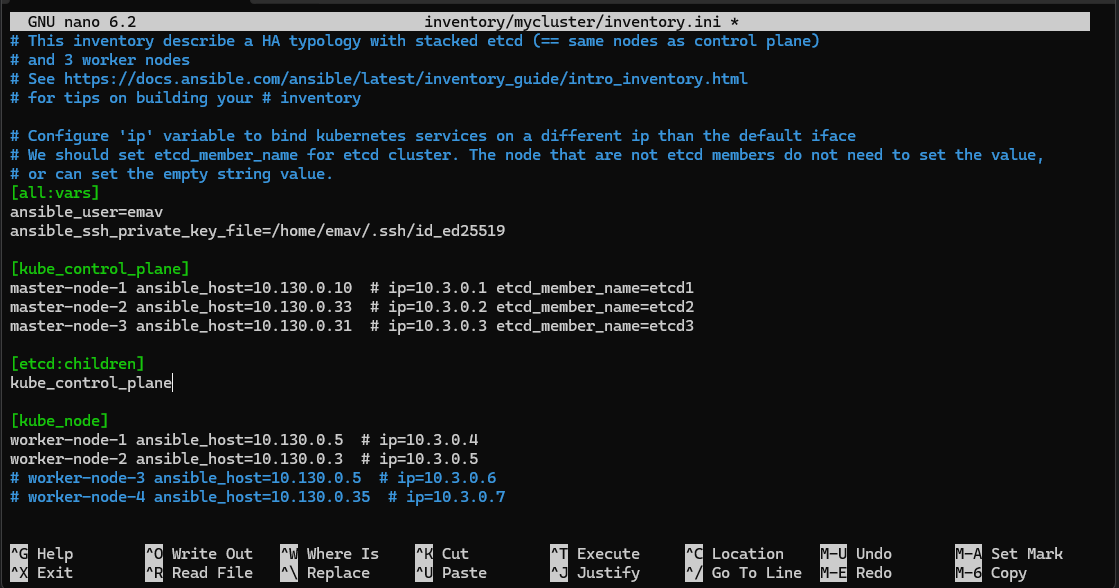 GNU nano 6.2 inventory/mycluster/inventory.ini *
# This inventory describe a HA typology with stacked etcd (== same nodes as control plane)
# and 3 worker nodes
# See https://docs.ansible.com/ansible/latest/inventory_guide/intro_inventory.html
# for tips on building your # inventory

# Configure 'ip' variable to bind kubernetes services on a different ip than the default iface
# We should set etcd_member_name for etcd cluster. The node that are not etcd members do not need to set the value,
# or can set the empty string value.
[all:vars]
ansible_user=emav
ansible_ssh_private_key_file=/home/emav/.ssh/id_ed25519

[kube_control_plane]
master-node-1 ansible_host=10.130.0.10  # ip=10.3.0.1 etcd_member_name=etcd1
master-node-2 ansible_host=10.130.0.33  # ip=10.3.0.2 etcd_member_name=etcd2
master-node-3 ansible_host=10.130.0.31  # ip=10.3.0.3 etcd_member_name=etcd3

[etcd:children]
kube_control_plane

[kube_node]
worker-node-1 ansible_host=10.130.0.5  # ip=10.3.0.4
worker-node-2 ansible_host=10.130.0.3  # ip=10.3.0.5
# worker-node-3 ansible_host=10.130.0.5  # ip=10.3.0.6
# worker-node-4 ansible_host=10.130.0.35  # ip=10.3.0.7

^G Help ^O Write Out ^W Where Is ^K Cut ^T Execute ^C Location M-U Undo M-A Set Mark
^X Exit ^R Read File ^\ Replace ^U Paste ^J Justify ^/ Go To Line M-E Redo M-6 Copy